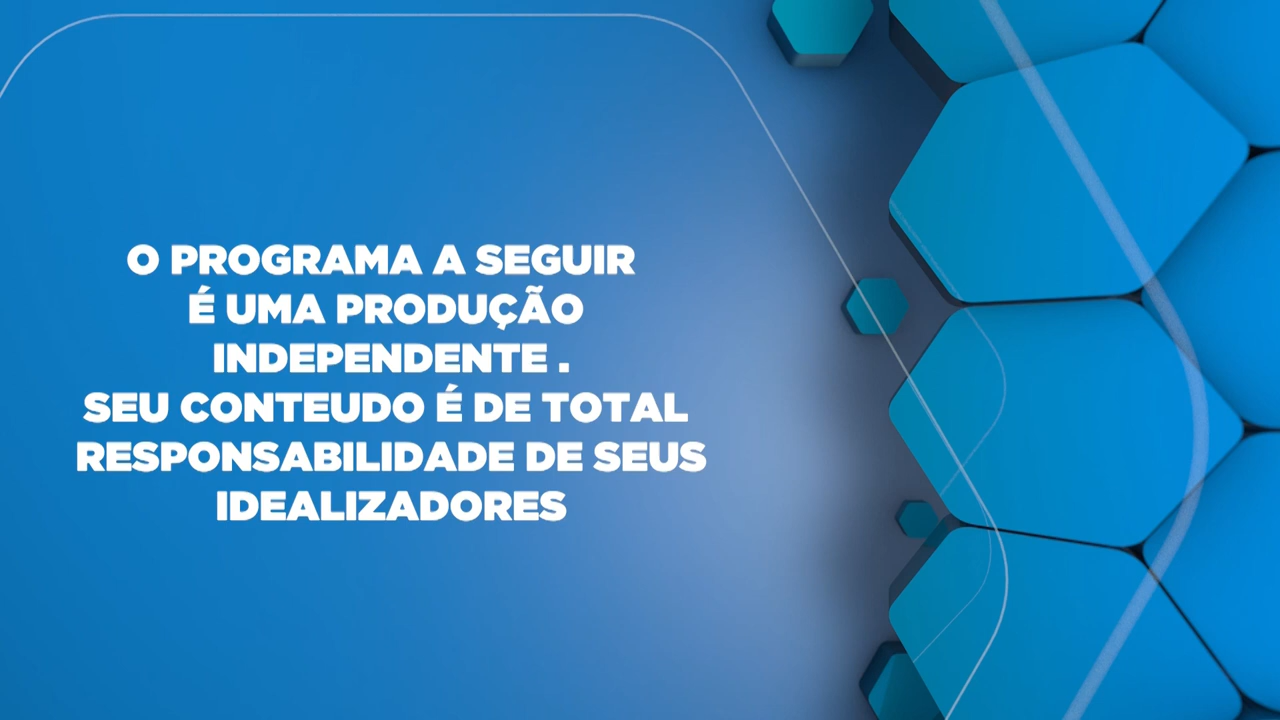 O PROGRAMA A SEGUIR
É UMA PRODUÇÃO
INDEPENDENTE .
SEU CONTEUDO É DE TOTAL
RESPONSABILIDADE DE SEUS
IDEALIZADORES